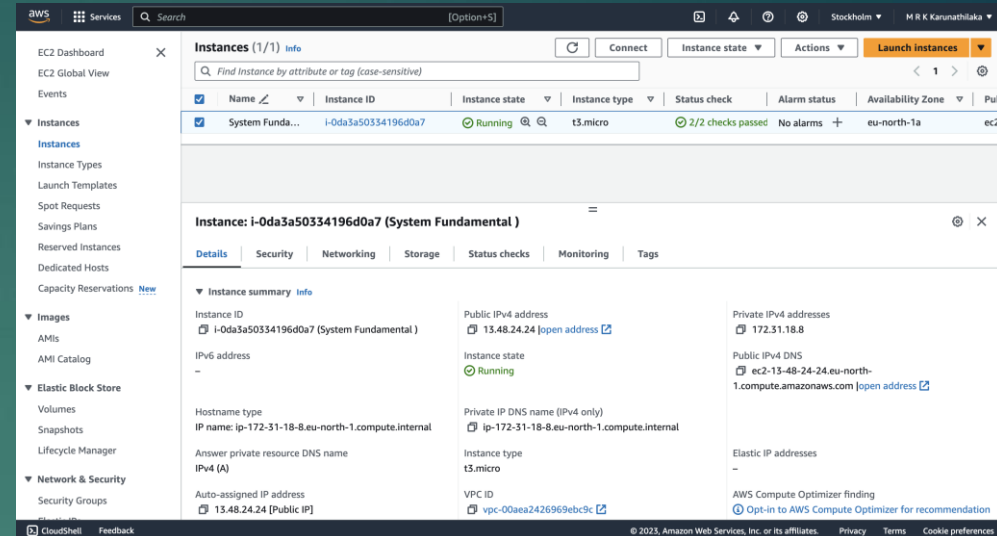 aws Services Search [Option+S] Stockholm ▼ M R K Karunathilaka ▼
EC2 Dashboard
EC2 Global View
Events
▼ Instances
Instances
Instance Types
Launch Templates
Spot Requests
Savings Plans
Reserved Instances
Dedicated Hosts
Capacity Reservations New
▼ Images
AMIs
AMI Catalog
▼ Elastic Block Store
Volumes
Snapshots
Lifecycle Manager
▼ Network & Security
Security Groups
Instances (1/1) Info
Connect Instance state ▼ Actions ▼ Launch instances ▼
Find Instance by attribute or tag (case-sensitive)
< 1 >
Name Instance ID Instance state Instance type Status check Alarm status Availability Zone Pu
System Funda... i-0da3a50334196d0a7 Running t3.micro 2/2 checks passed No alarms + eu-north-1a ec2
Instance: i-0da3a50334196d0a7 (System Fundamental )
Details Security Networking Storage Status checks Monitoring Tags
▼ Instance summary Info
Instance ID
i-0da3a50334196d0a7 (System Fundamental )
Public IPv4 address
13.48.24.24 |open address
Private IPv4 addresses
172.31.18.8
IPv6 address
–
Instance state
Running
Public IPv4 DNS
ec2-13-48-24-24.eu-north-
1.compute.amazonaws.com |open address
Hostname type
IP name: ip-172-31-18-8.eu-north-1.compute.internal
Private IP DNS name (IPv4 only)
ip-172-31-18-8.eu-north-1.compute.internal
Answer private resource DNS name
IPv4 (A)
Instance type
t3.micro
Elastic IP addresses
–
Auto-assigned IP address
13.48.24.24 [Public IP]
VPC ID
vpc-00aea2426969ebc9c
AWS Compute Optimizer finding
Opt-in to AWS Compute Optimizer for recommendation
CloudShell Feedback © 2023, Amazon Web Services, Inc. or its affiliates. Privacy Terms Cookie preferences